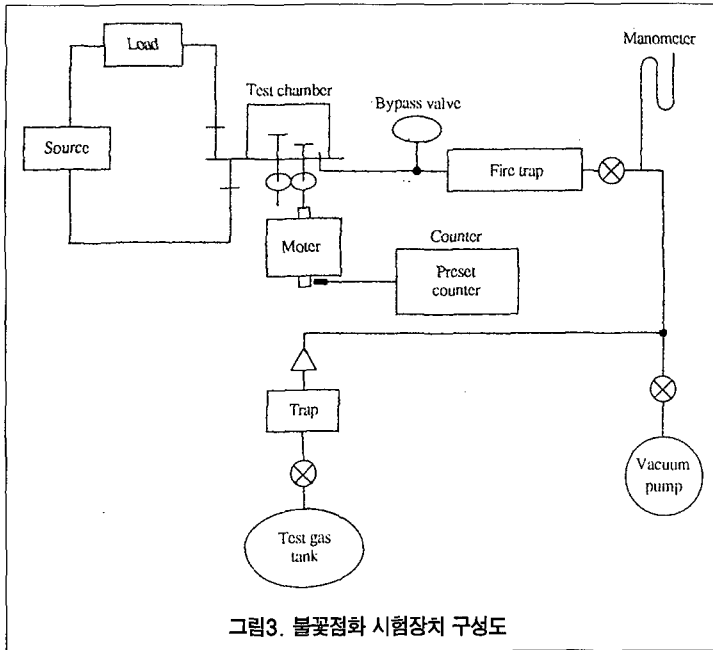 Load
Manometer
Test chamber
Bypass valve
Source
Fire trap
Moter
Counter
Preset
counter
Trap
Vacuum
pump
Test gas
tank
그림3. 불꽃점화 시험장치 구성도